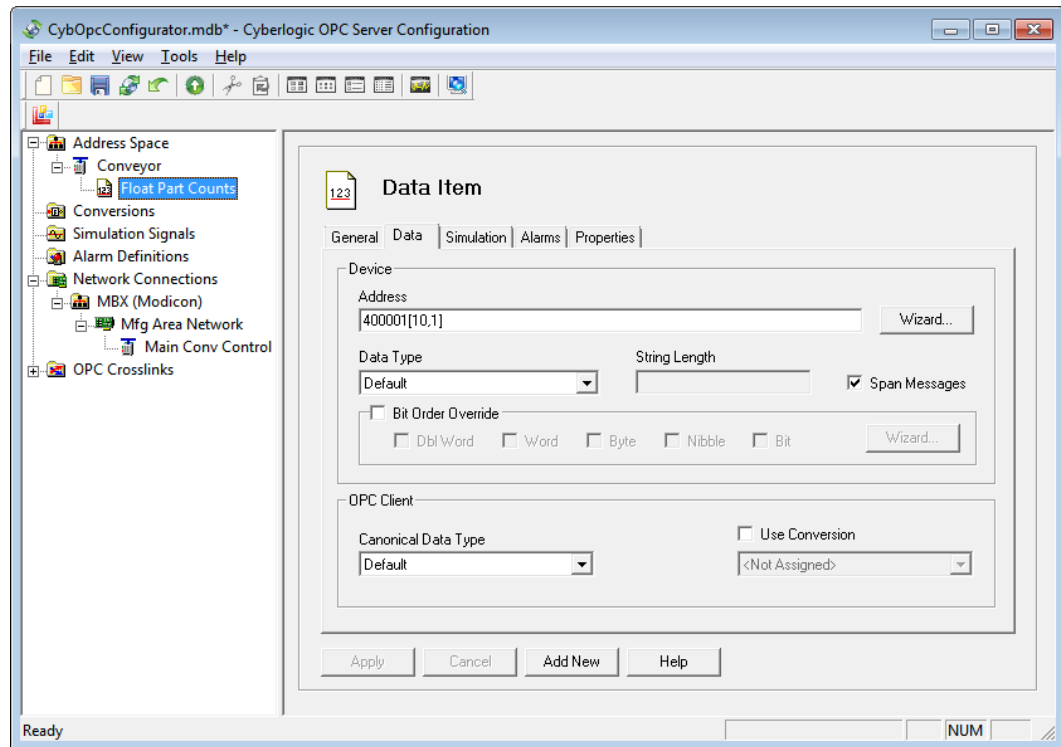 CybOpcConfigurator.mdb* - Cyberlogic OPC Server Configuration
File Edit View Tools Help
Address Space
Conveyor
123 Float Part Counts
Conversions
Simulation Signals
Alarm Definitions
Network Connections
MBX (Modicon)
Mfg Area Network
Main Conv Control
OPC Crosslinks
123 Data Item
General Data Simulation Alarms Properties
Device
Address
400001[10,1] Wizard...
Data Type String Length
Default Span Messages
Bit Order Override
Dbl Word Word Byte Nibble Bit Wizard...
OPC Client
Canonical Data Type Use Conversion
Default <Not Assigned>
Apply Cancel Add New Help
Ready NUM